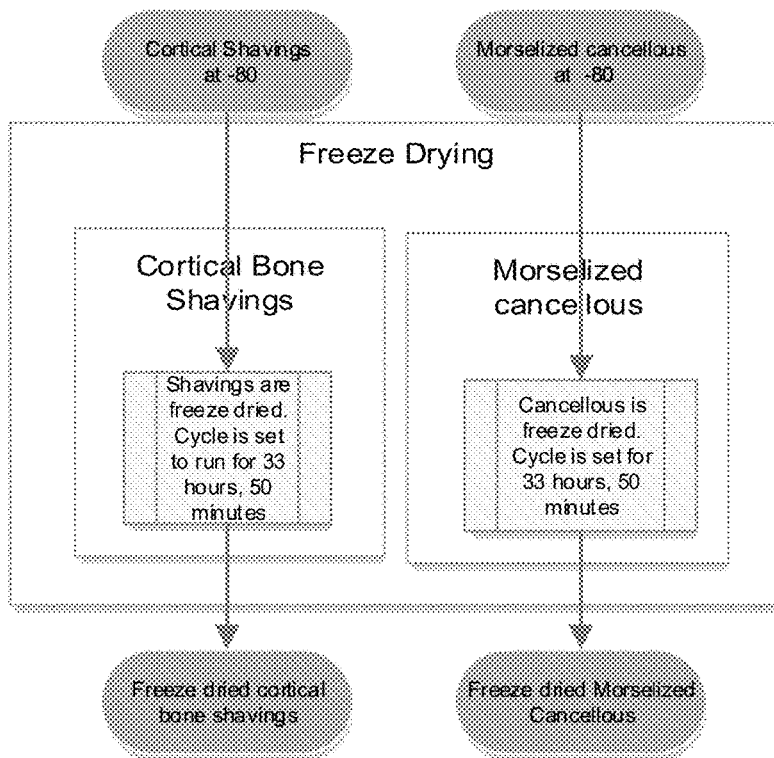 Cortical Shavings
at -80
Morselized cancellous
at -80
Freeze Drying
Cortical Bone
Shavings
Morselized
cancellous
Shavings are
freeze dried.
Cycle is set
to run for 33
hours, 50
minutes
Cancellous is
freeze dried.
Cycle is set for
33 hours, 50
minutes
Freeze dried cortical
bone shavings
Freeze dried Morselized
Cancellous